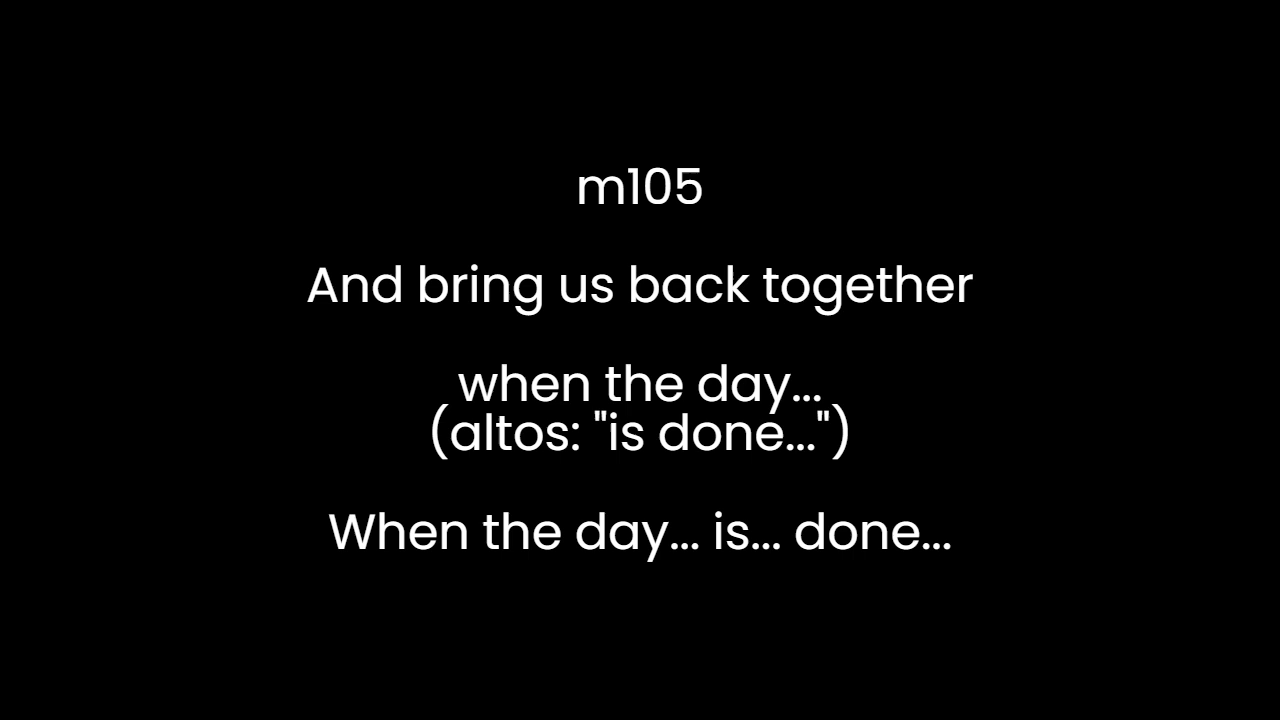 m105
And bring us back together
when the day...
(altos: "is done...")
When the day... is... done...